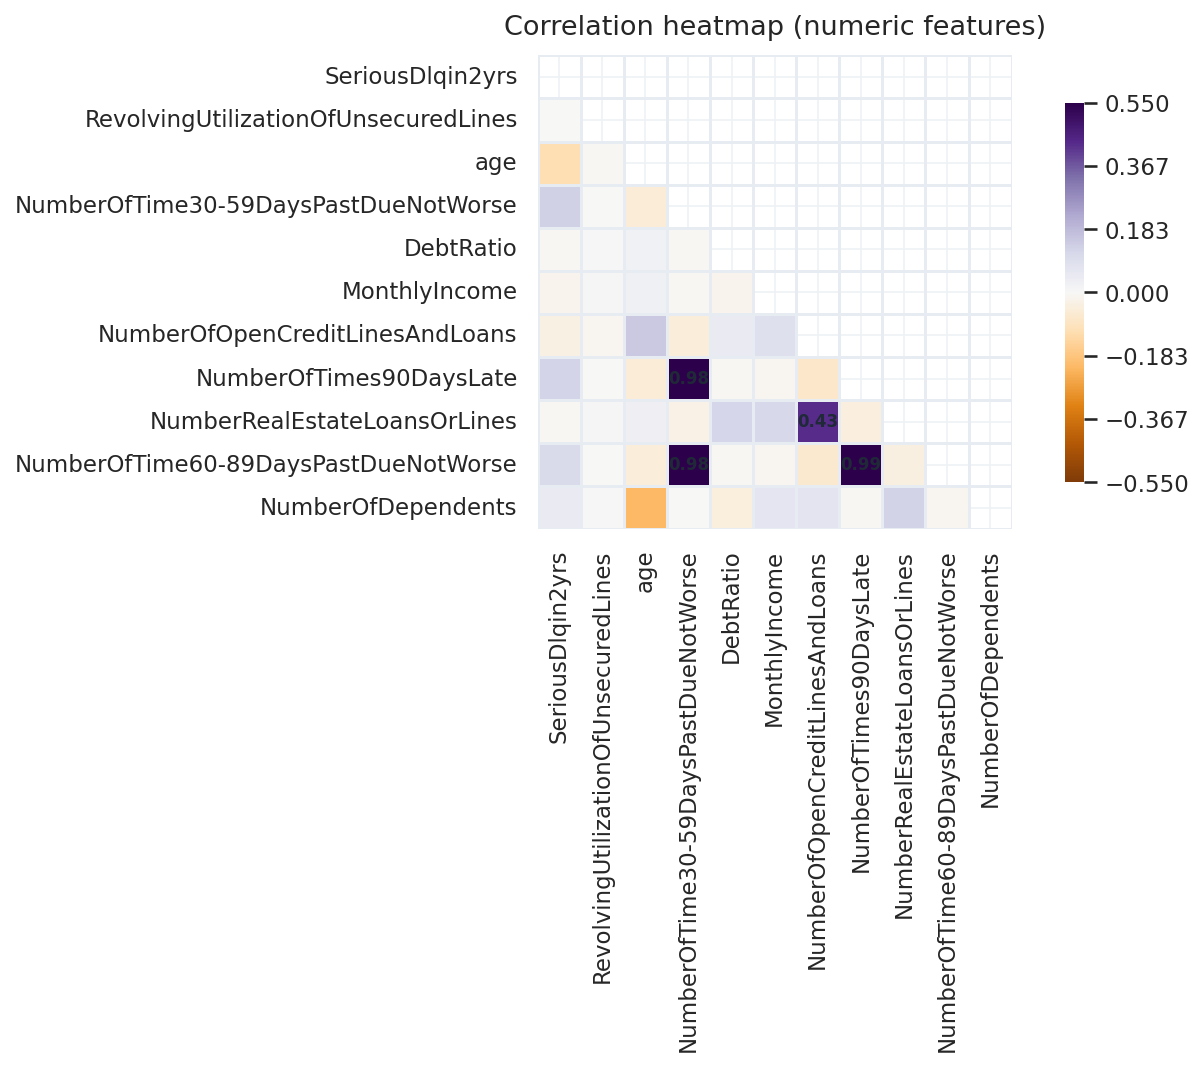 Correlation heatmap (numeric features)
SeriousDlqin2yrs
RevolvingUtilizationOfUnsecuredLines
age
NumberOfTime30-59DaysPastDueNotWorse
DebtRatio
MonthlyIncome
NumberOfOpenCreditLinesAndLoans
NumberOfTimes90DaysLate
0.98
NumberRealEstateLoansOrLines
0.43
NumberOfTime60-89DaysPastDueNotWorse
0.98 0.99
NumberOfDependents
0.550
0.367
0.183
0.000
−0.183
−0.367
−0.550
SeriousDlqin2yrs
RevolvingUtilizationOfUnsecuredLines
age
NumberOfTime30-59DaysPastDueNotWorse
DebtRatio
MonthlyIncome
NumberOfOpenCreditLinesAndLoans
NumberOfTimes90DaysLate
NumberRealEstateLoansOrLines
NumberOfTime60-89DaysPastDueNotWorse
NumberOfDependents